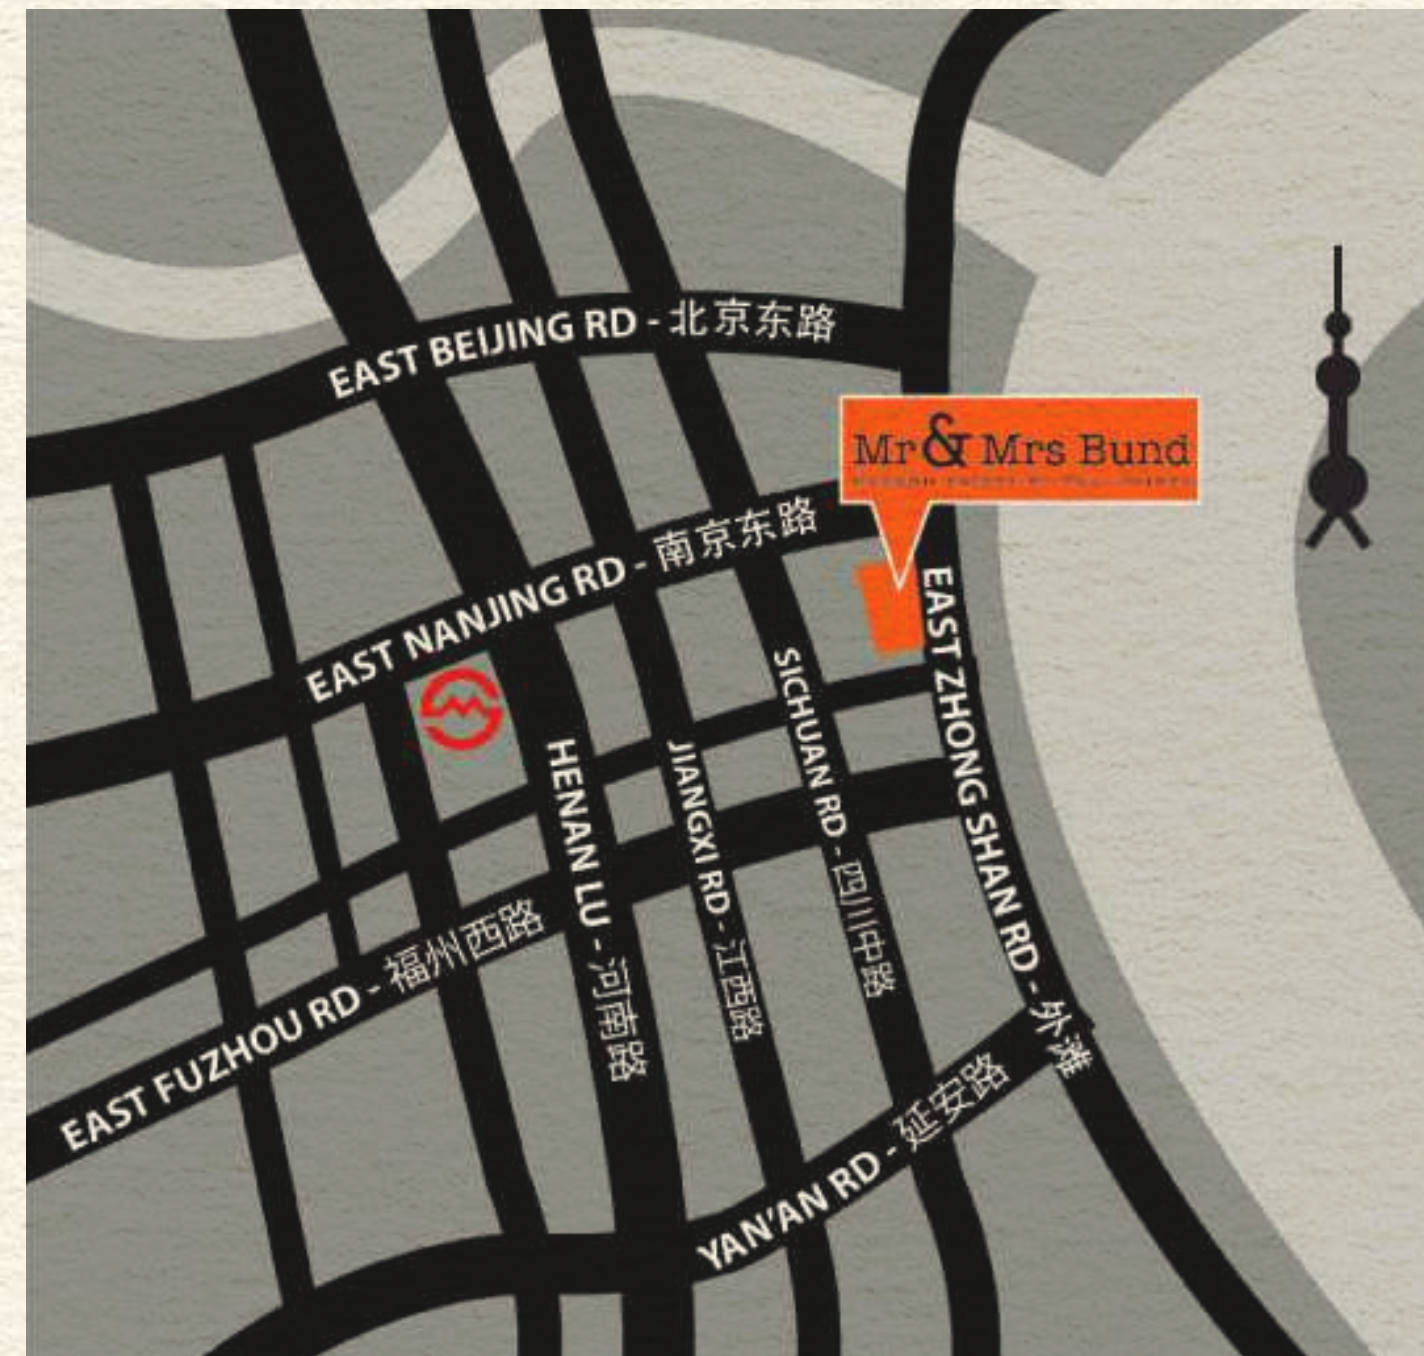 EAST BEIJING RD - 北京东路
Mr & Mrs Bund
EAST NANJING RD - 南京东路
EAST ZHONG SHAN RD - 外滩
SICHUAN RD - 四川中路
JIANGXI RD - 江西路
HENAN LU - 河南路
EAST FUZHOU RD - 福州西路
YAN'AN RD - 延安路